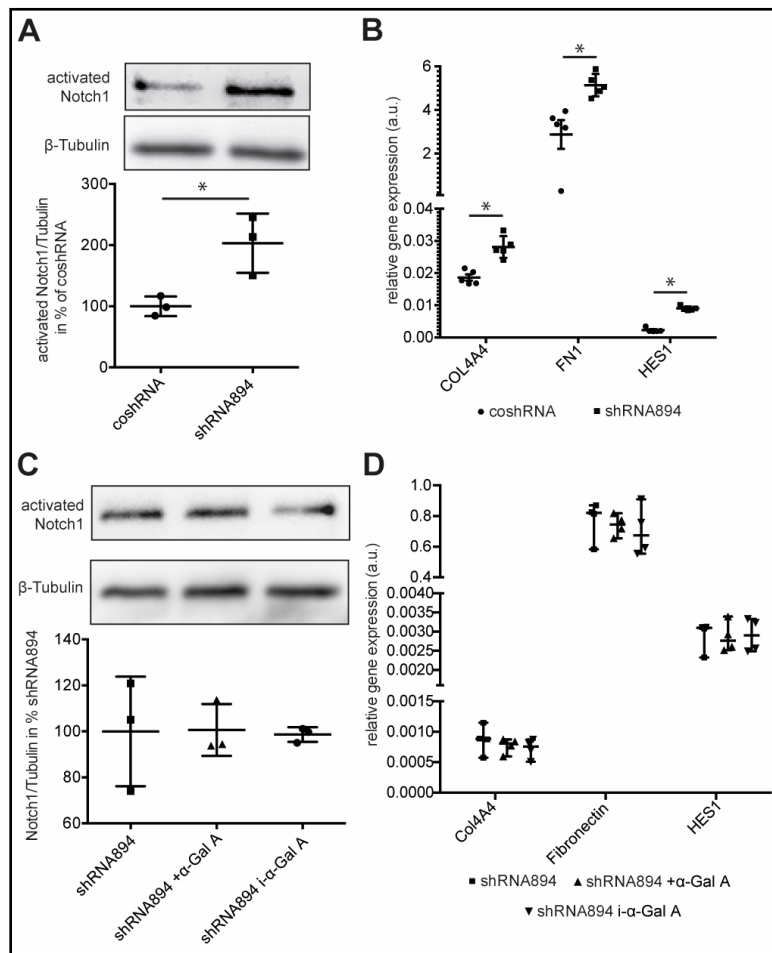 A
activated
Notch1
β-Tubulin
300
200
100
0
activated Notch1/Tubulin
in % of coshRNA
*
coshRNA
shRNA894
B
6
4
2
0.04
0.03
0.02
0.01
0.00
relative gene expression (a.u.)
*
*
*
COL4A4
FN1
HES1
coshRNA
shRNA894
C
activated
Notch1
β-Tubulin
140
120
100
80
60
Notch1/Tubulin in % shRNA894
shRNA894
shRNA894 +α-Gal A
shRNA894 i-α-Gal A
D
1.0
0.8
0.6
0.4
0.0040
0.0035
0.0030
0.0025
0.0020
0.0015
0.0010
0.0005
0.0000
relative gene expression (a.u.)
Col4A4
Fibronectin
HES1
shRNA894
shRNA894 +α-Gal A
shRNA894 i-α-Gal A